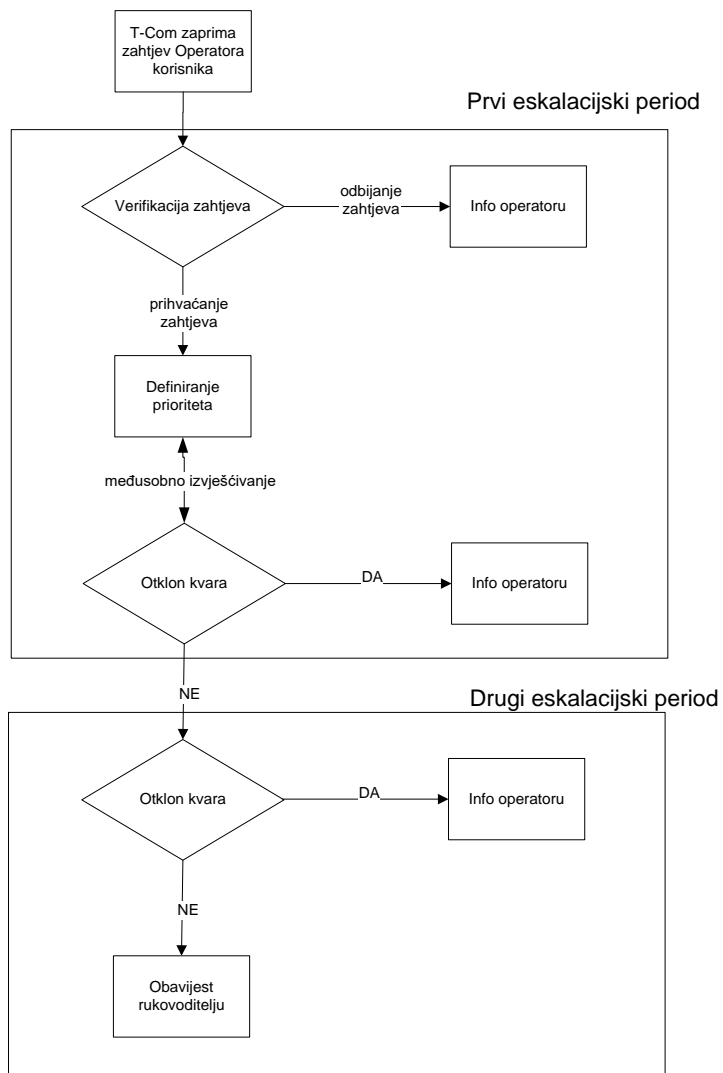 T-Com zaprima
zahtjev Operatora
korisnika
Prvi eskalacijski period
Verifikacija zahtjeva
odbijanje
zahtjeva
Info operatoru
prihvaćanje
zahtjeva
Definiranje
prioriteta
međusobno izvješćivanje
Otklon kvara
DA
Info operatoru
NE
Drugi eskalacijski period
Otklon kvara
DA
Info operatoru
NE
Obavijest
rukovoditelju